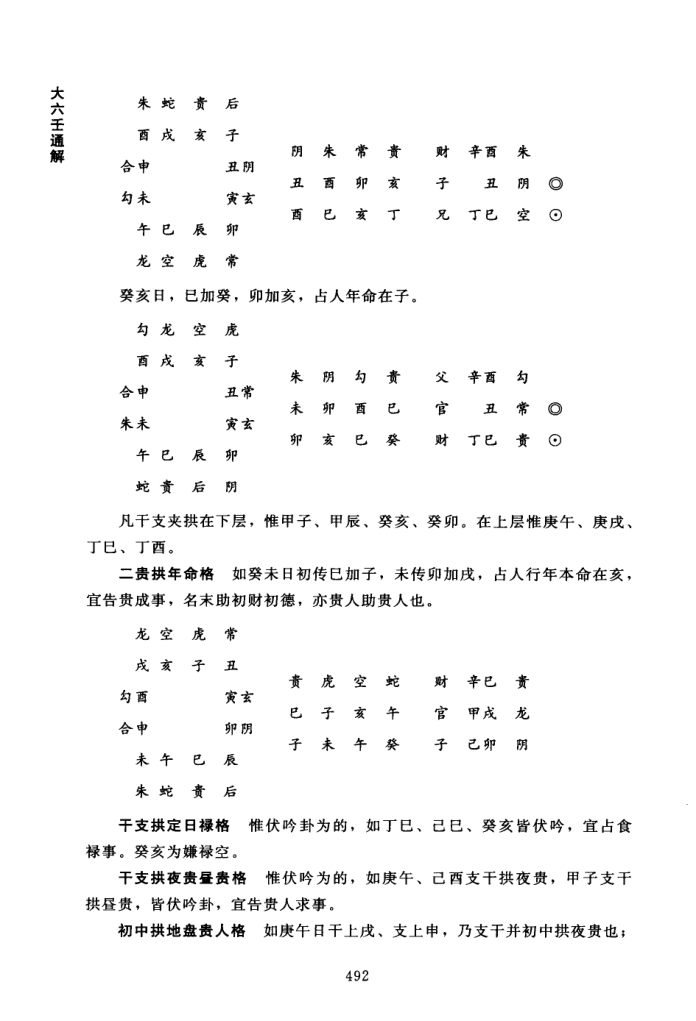 大六壬通解
朱 蛇 贵 后
酉 戌 亥 子
阴 朱 常 贵 财 辛酉 朱
合申 丑阴
丑 酉 卯 亥 子 丑 阴 ◎
勾未 寅玄
酉 巳 亥 丁 兄 丁巳 空 ⊙
午 巳 辰 卯
龙 空 虎 常
癸亥日，巳加癸，卯加亥，占人年命在子。
勾 龙 空 虎
酉 戌 亥 子
朱 阴 勾 贵 父 辛酉 勾
合申 丑常
未 卯 酉 巳 官 丑 常 ◎
朱未 寅玄
卯 亥 巳 癸 财 丁巳 贵 ⊙
午 巳 辰 卯
蛇 贵 后 阴
凡干支夹拱在下层，惟甲子、甲辰、癸亥、癸卯。在上层惟庚午、庚戌、
丁巳、丁酉。
二贵拱年命格 如癸未日初传巳加子，末传卯加戌，占人行年本命在亥，
宜告贵成事，名末助初财初德，亦贵人助贵人也。
龙 空 虎 常
戌 亥 子 丑
贵 虎 空 蛇 财 辛巳 贵
勾酉 寅玄
巳 子 亥 午 官 甲戌 龙
合申 卯阴
子 未 午 癸 子 己卯 阴
未 午 巳 辰
朱 蛇 贵 后
干支拱定日禄格 惟伏吟卦为的，如丁巳、己巳、癸亥皆伏吟，宜占食
禄事。癸亥为嫌禄空。
干支拱夜贵昼贵格 惟伏吟为的，如庚午、己酉支干拱夜贵，甲子支干
拱昼贵，皆伏吟卦，宜告贵人求事。
初中拱地盘贵人格 如庚午日干上戌、支上申，乃支干并初中拱夜贵也；
492